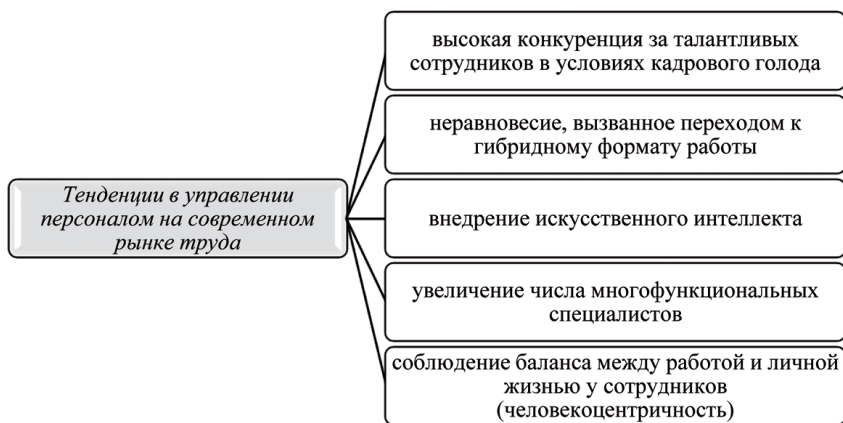 Тенденции в управлении
персоналом на современном
рынке труда
высокая конкуренция за талантливых
сотрудников в условиях кадрового голода
неравновесие, вызванное переходом к
гибридному формату работы
внедрение искусственного интеллекта
увеличение числа многофункциональных
специалистов
соблюдение баланса между работой и личной
жизнью у сотрудников
(человекоцентричность)